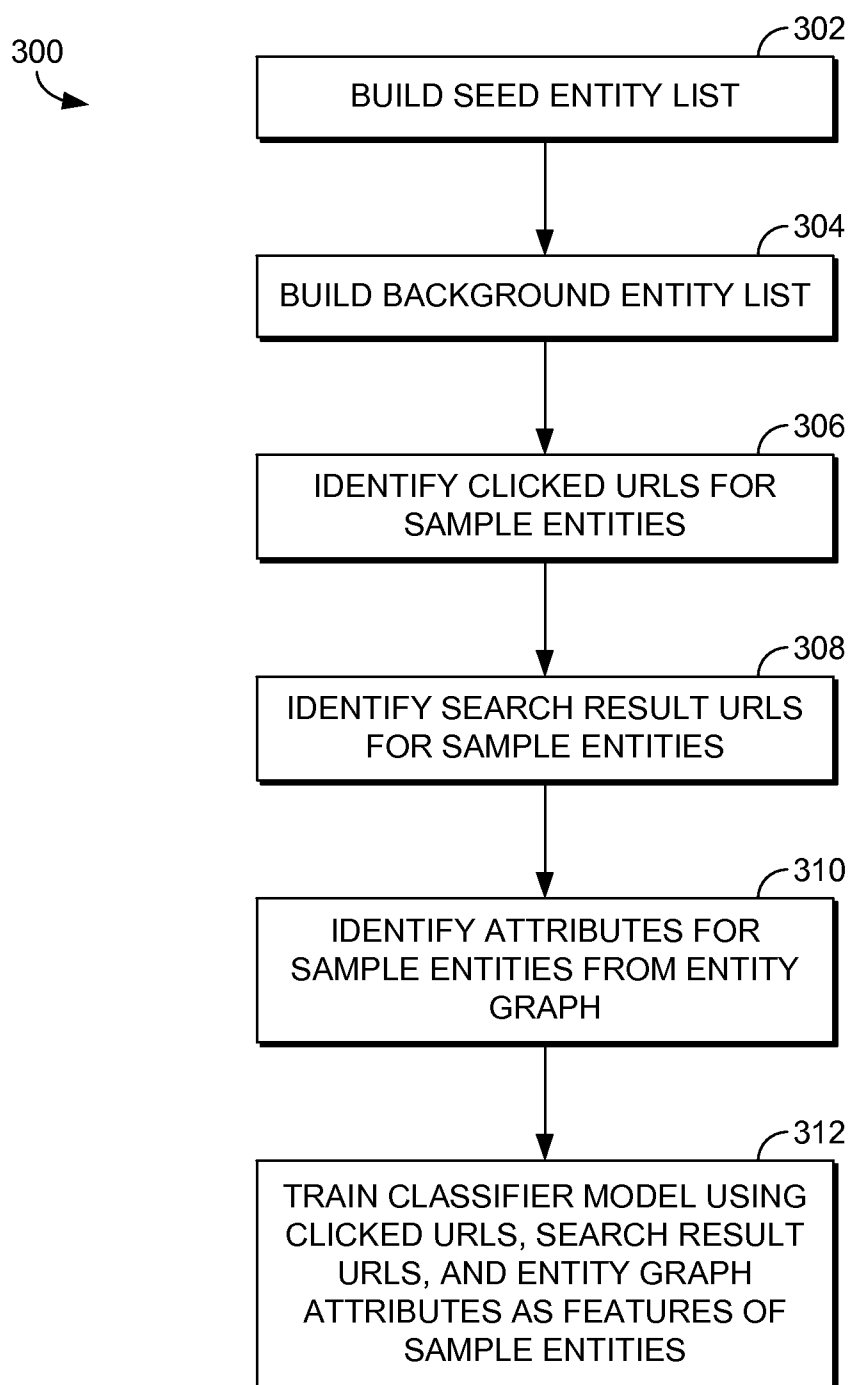 300
302
BUILD SEED ENTITY LIST
304
BUILD BACKGROUND ENTITY LIST
306
IDENTIFY CLICKED URLS FOR
SAMPLE ENTITIES
308
IDENTIFY SEARCH RESULT URLS
FOR SAMPLE ENTITIES
310
IDENTIFY ATTRIBUTES FOR
SAMPLE ENTITIES FROM ENTITY
GRAPH
312
TRAIN CLASSIFIER MODEL USING
CLICKED URLS, SEARCH RESULT
URLS, AND ENTITY GRAPH
ATTRIBUTES AS FEATURES OF
SAMPLE ENTITIES